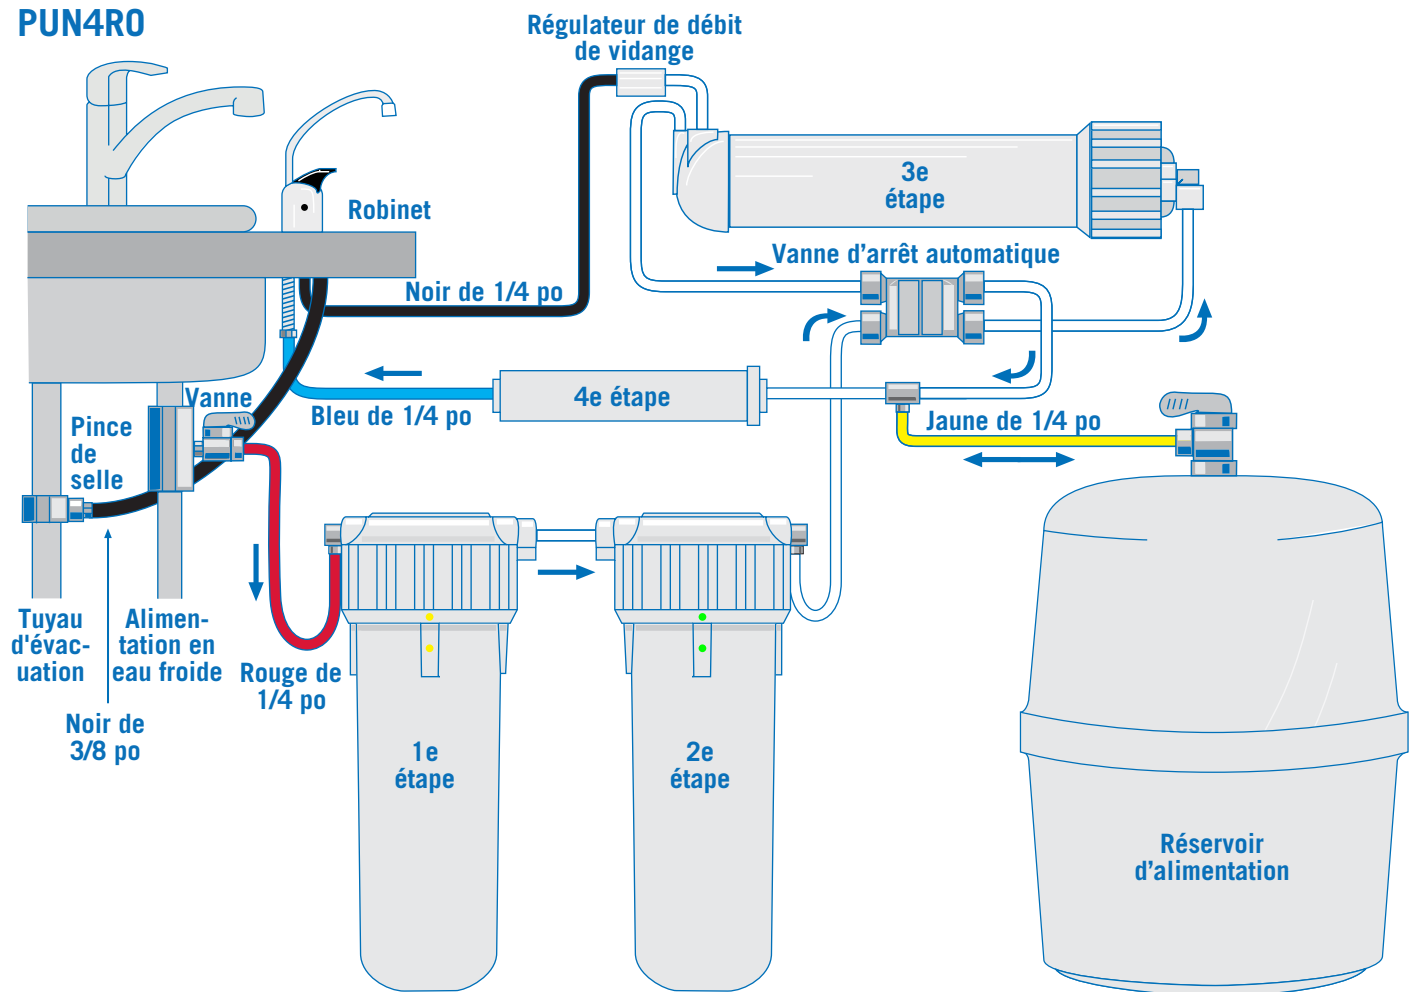 PUN4RO
Régulateur de débit
de vidange
3e
étape
Robinet
Vanne d’arrêt automatique
Noir de 1/4 po
4e étape
Vanne
Bleu de 1/4 po
Jaune de 1/4 po
Pince
de
selle
Tuyau
d'évac-
uation
Alimen-
tation en
eau froide
Rouge de
1/4 po
Noir de
3/8 po
1e
étape
2e
étape
Réservoir
d’alimentation